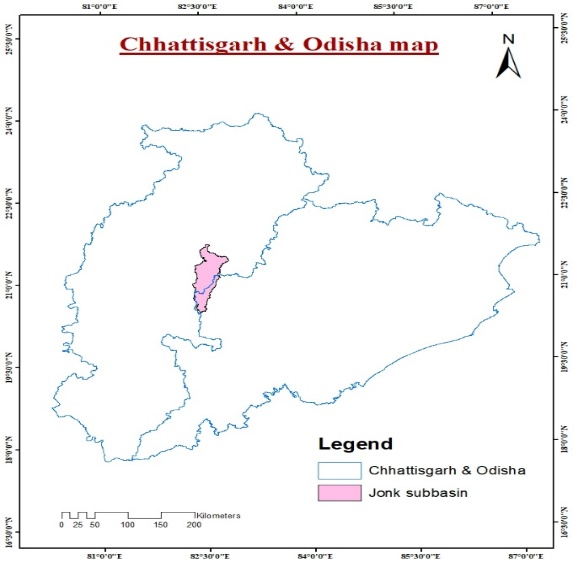 81°0'0"E 82°30'0"E 84°0'0"E 85°30'0"E 87°0'0"E
Chhattisgarh & Odisha map
N
25°30'0"N 25°30'0"N
24°0'0"N 24°0'0"N
22°30'0"N 22°30'0"N
21°0'0"N 21°0'0"N
19°30'0"N 19°30'0"N
18°0'0"N 18°0'0"N
16°30'0"N 16°30'0"N
Legend
Chhattisgarh & Odisha
Jonk subbasin
Kilometers
0 25 50 100 150 200
81°0'0"E 82°30'0"E 84°0'0"E 85°30'0"E 87°0'0"E